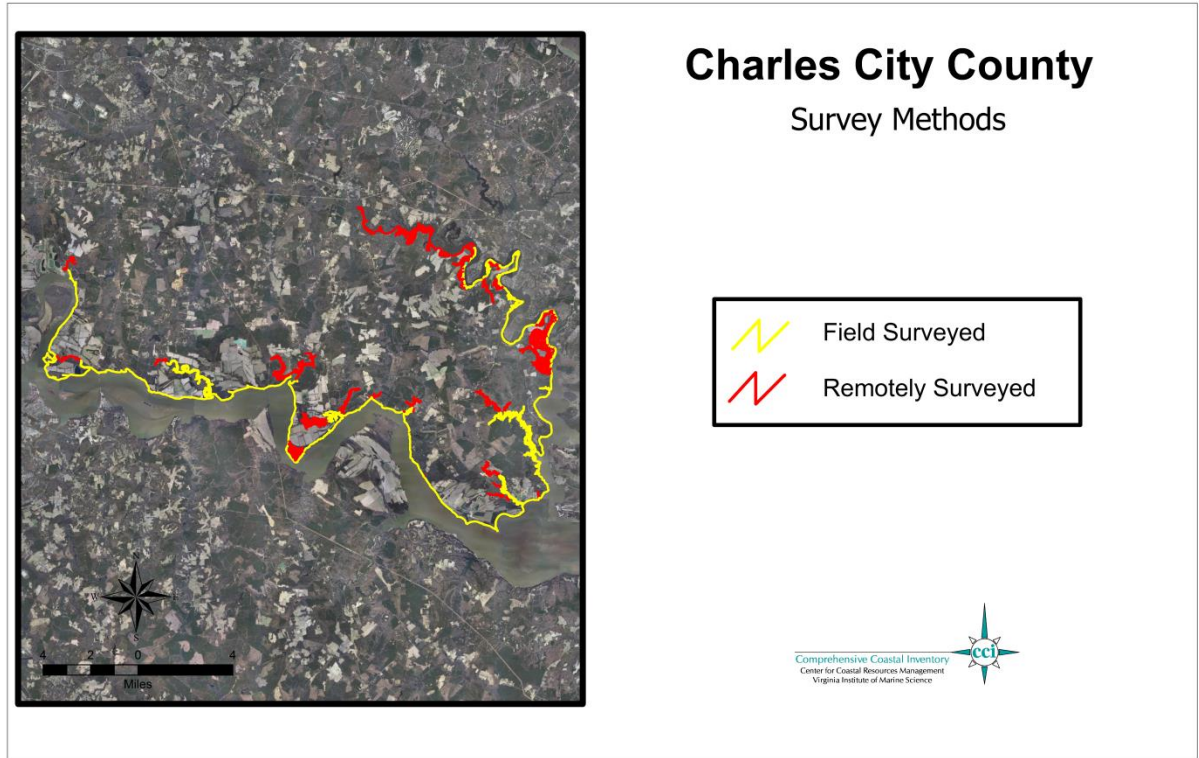 Charles City County
Survey Methods
Field Surveyed
Remotely Surveyed
N
W
E
S
4 2 0 4
Miles
Comprehensive Coastal Inventory
Center for Coastal Resources Management
Virginia Institute of Marine Science
cci